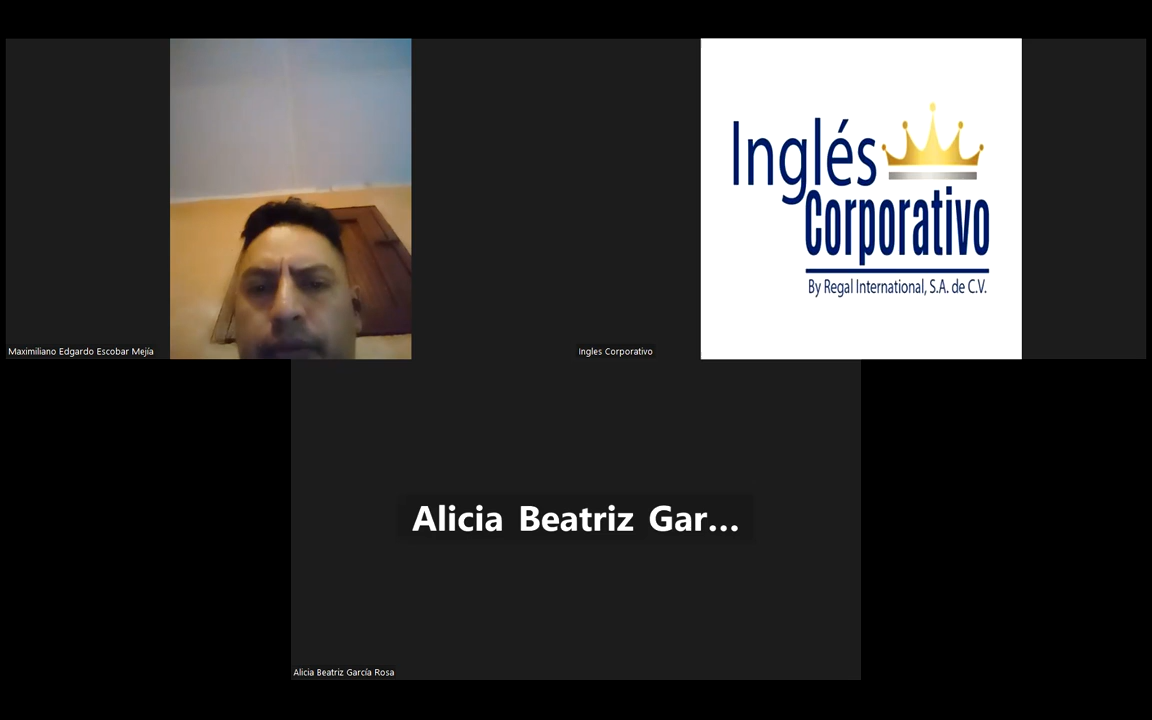 Inglés
Corporativo
By Regal International, S.A. de C.V.
Maximiliano Edgardo Escobar Mejía
Ingles Corporativo
Alicia Beatriz Gar...
Alicia Beatriz García Rosa